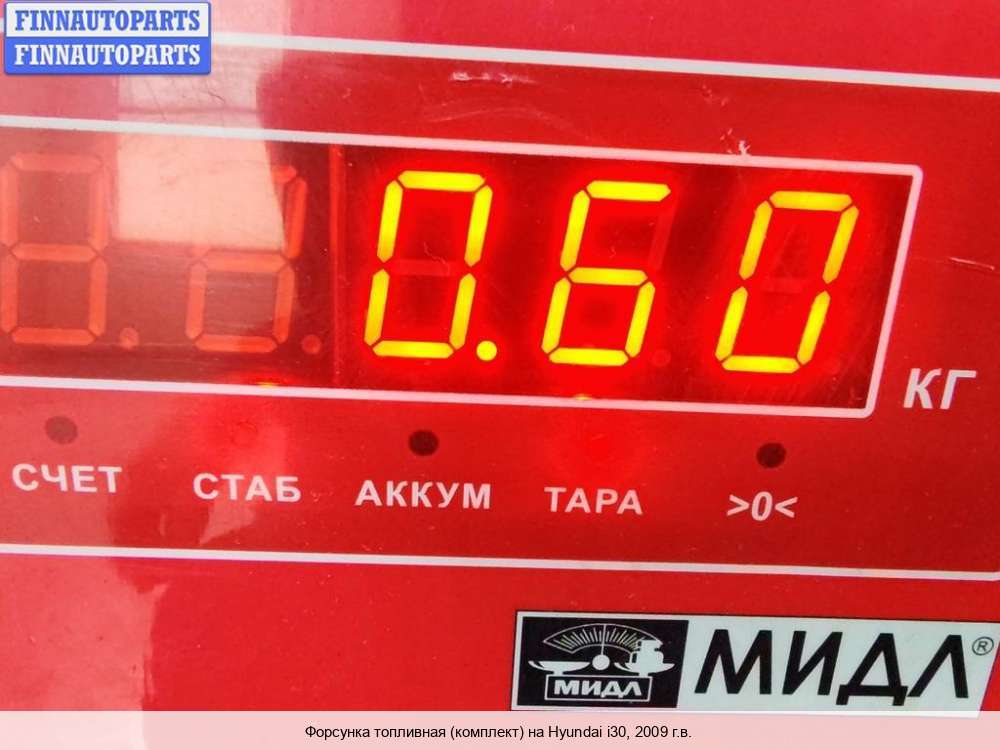 FINNAUTOPARTS
FINNAUTOPARTS
0.60
КГ
СЧЕТ СТАБ АККУМ ТАРА >0<
МИДЛ МИДЛ®
Форсунка топливная (комплект) на Hyundai i30, 2009 г.в.